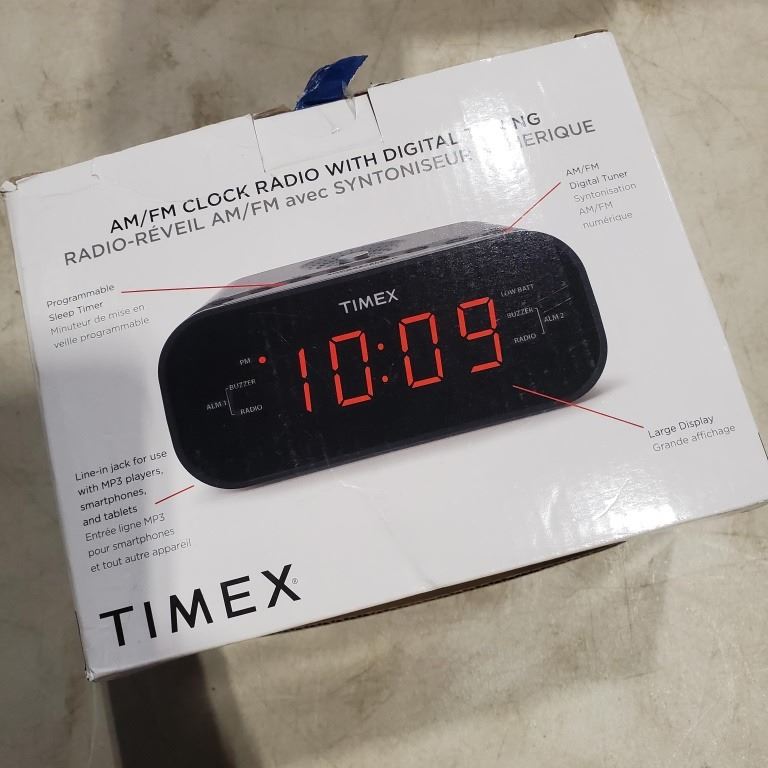 AM/FM CLOCK RADIO WITH DIGITAL
RADIO-RÉVEIL AM/FM avec SYNTONISEUR
AM/FM
Digital Tuner
Syntonisation
AM/FM
numérique
Programmable
Sleep Timer
Minuteur de mise en
veille programmable
TIMEX
LOW BATT
BUZZER
ALM 2
RADIO
PM
10:09
BUZZER
ALM 1
RADIO
Large Display
Grande affichage
Line-in jack for use
with MP3 players,
smartphones,
and tablets
Entrée ligne MP3
pour smartphones
et tout autre appareil
TIMEX®